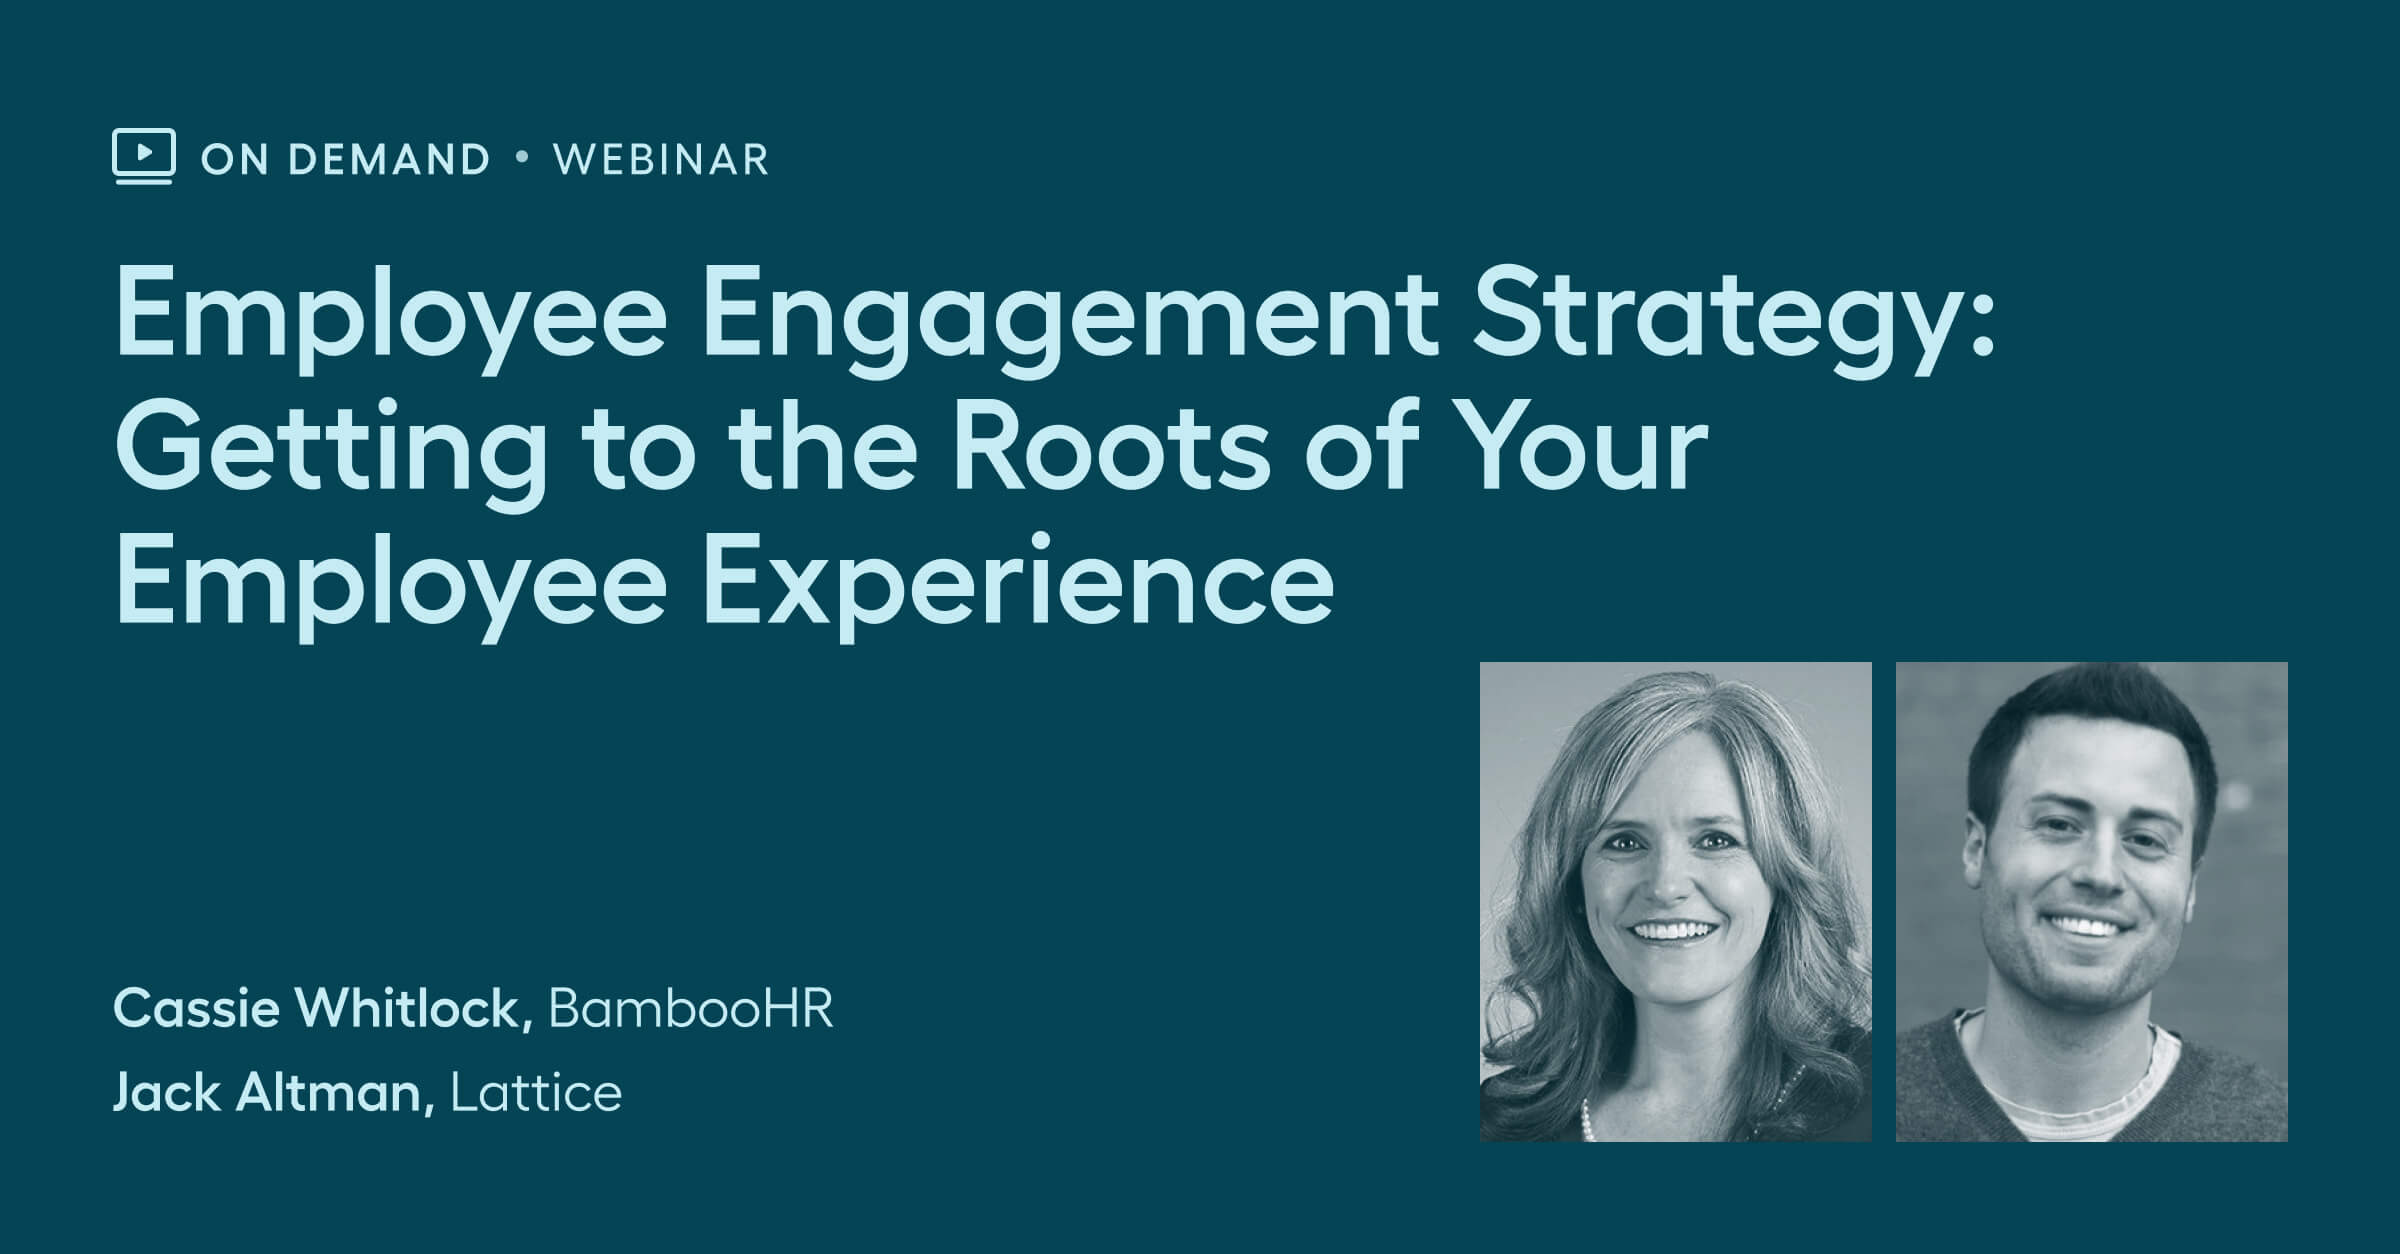 ON DEMAND • WEBINAR
Employee Engagement Strategy:
Getting to the Roots of Your
Employee Experience
Cassie Whitlock, BambooHR
Jack Altman, Lattice